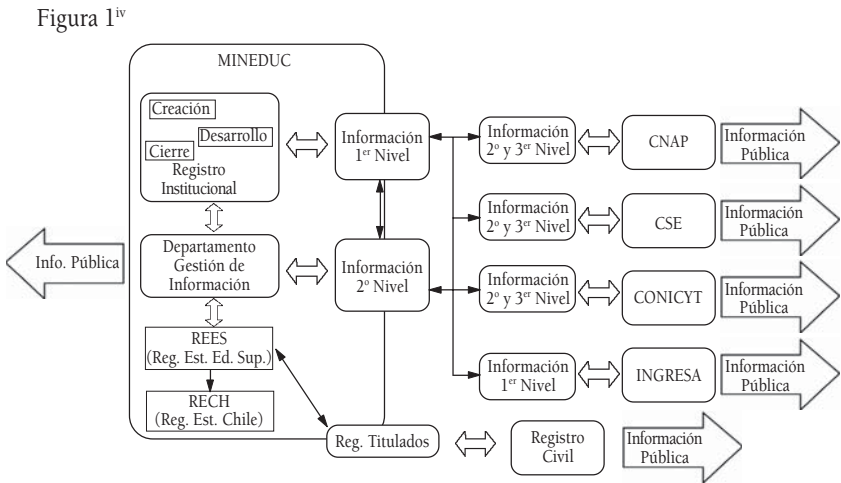 Figura 1iv
MINEDUC
Creación
Desarrollo
Cierre
Registro
Institucional
Información
1er Nivel
Información
2º y 3er Nivel
CNAP
Información
Pública
Información
2º y 3er Nivel
CSE
Información
Pública
Info. Pública
Departamento
Gestión de
Información
Información
2º Nivel
Información
2º y 3er Nivel
CONICYT
Información
Pública
REES
(Reg. Est. Ed. Sup.)
Información
1er Nivel
INGRESA
Información
Pública
RECH
(Reg. Est. Chile)
Reg. Titulados
Registro
Civil
Información
Pública